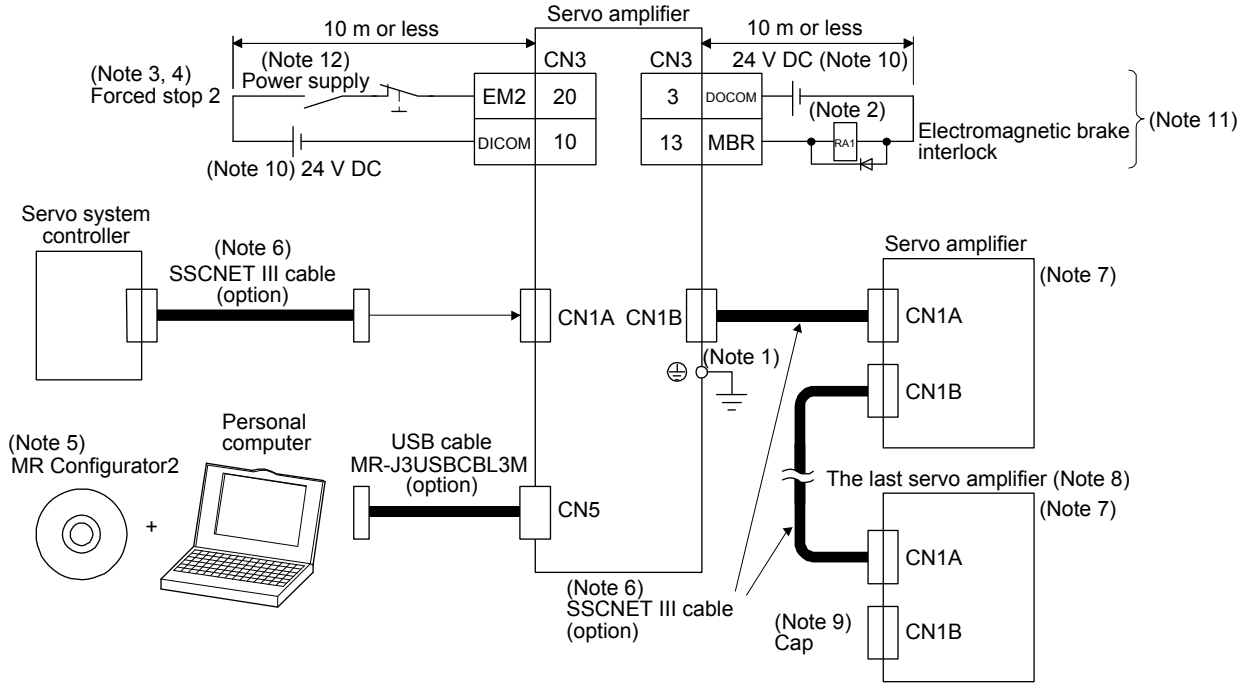 Servo amplifier
10 m or less
10 m or less
(Note 12)
Power supply
CN3
CN3
24 V DC (Note 10)
(Note 3, 4)
Forced stop 2
EM2
20
3
DOCOM
(Note 2)
(Note 11)
DICOM
10
13
MBR
RA1
Electromagnetic brake
interlock
(Note 10) 24 V DC
Servo system
controller
(Note 6)
SSCNET III cable
(option)
Servo amplifier
(Note 7)
CN1A
CN1B
CN1A
(Note 1)
CN1B
(Note 5)
MR Configurator2
+
Personal
computer
USB cable
MR-J3USBCBL3M
(option)
CN5
The last servo amplifier (Note 8)
(Note 7)
CN1A
(Note 6)
SSCNET III cable
(option)
(Note 9)
Cap
CN1B